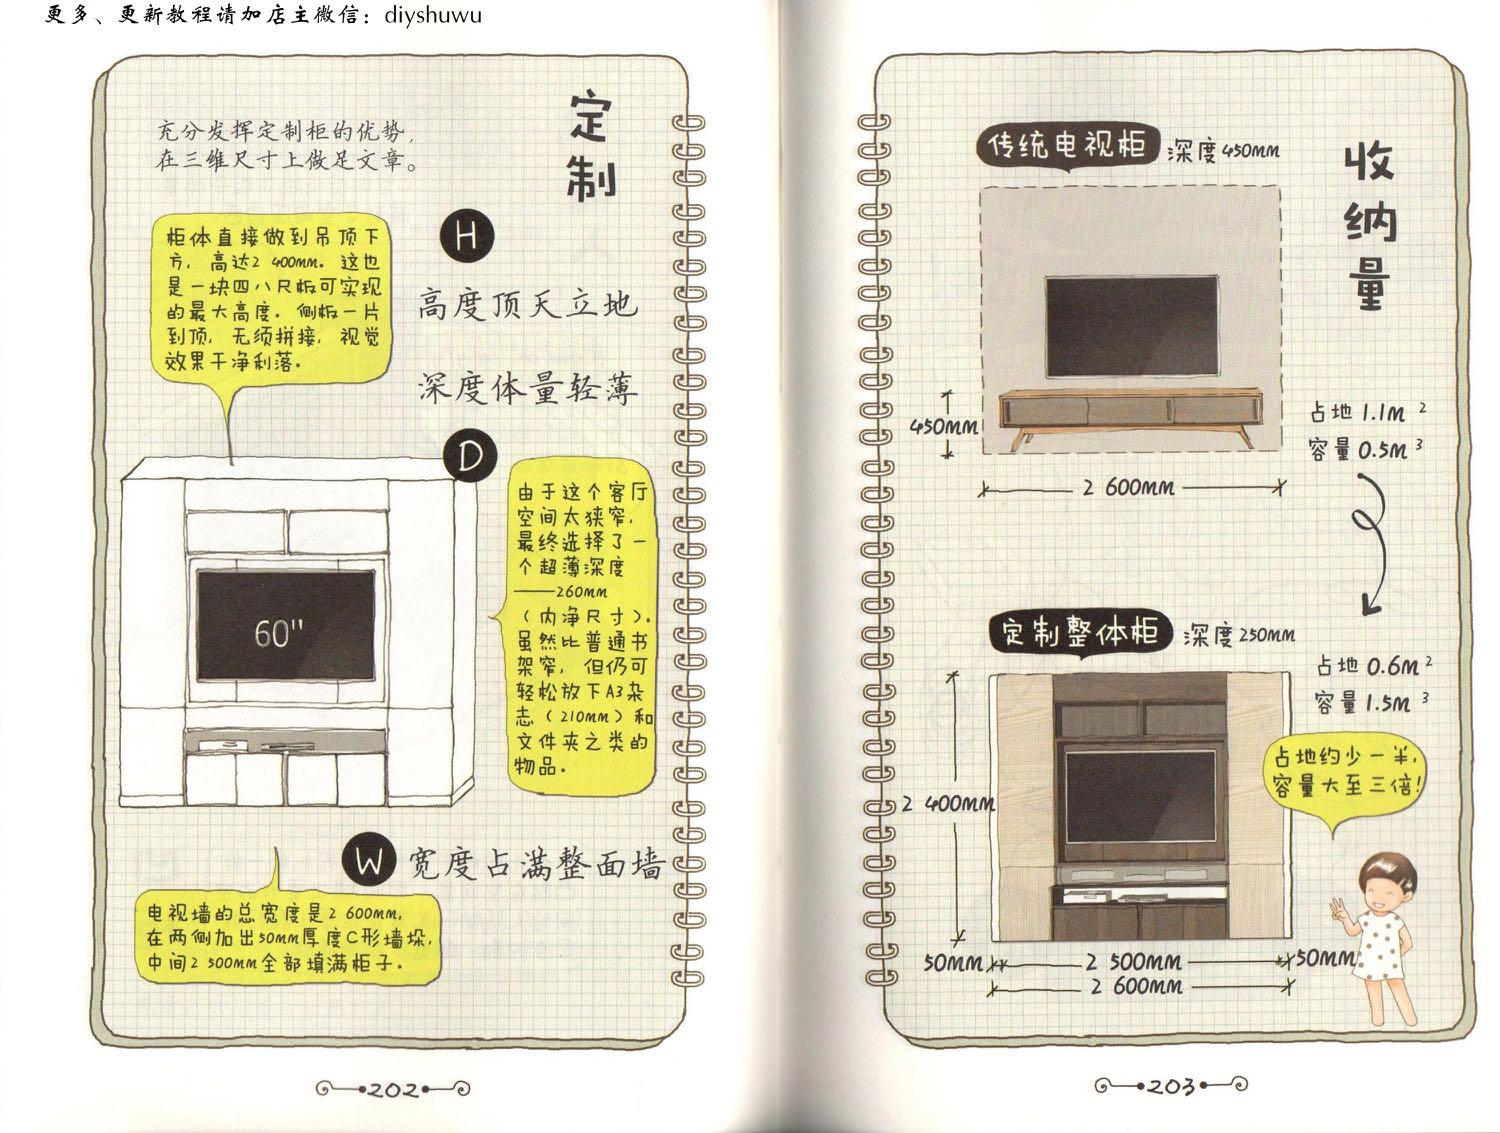 更多、更新教程请加店主微信：diyshuwu
定制
充分发挥定制柜的优势，
在三维尺寸上做足文章。
柜体直接做到吊顶下
方，高达2 400mm。这也
是一块四八尺板可实现
的最大高度。侧板一片
到顶，无须拼接，视觉
效果干净利落。
H
高度顶天立地
深度体量轻薄
D
由于这个客厅
空间太狭窄，
最终选择了一
个超薄深度
——260mm
（内净尺寸）。
虽然比普通书
架窄，但仍可
轻松放下A3杂
志（210mm）和
文件夹之类的
物品。
60"
W 宽度占满整面墙
电视墙的总宽度是2 600mm，
在两侧加出50mm厚度C形墙垛，
中间2 500mm全部填满柜子。
202
收纳量
传统电视柜 深度450mm
450mm
2 600mm
占地 1.1m²
容量 0.5m³
定制整体柜 深度250mm
占地 0.6m²
容量 1.5m³
占地约少一半，
容量大至三倍！
2 400mm
50mm 2 500mm 50mm
2 600mm
203